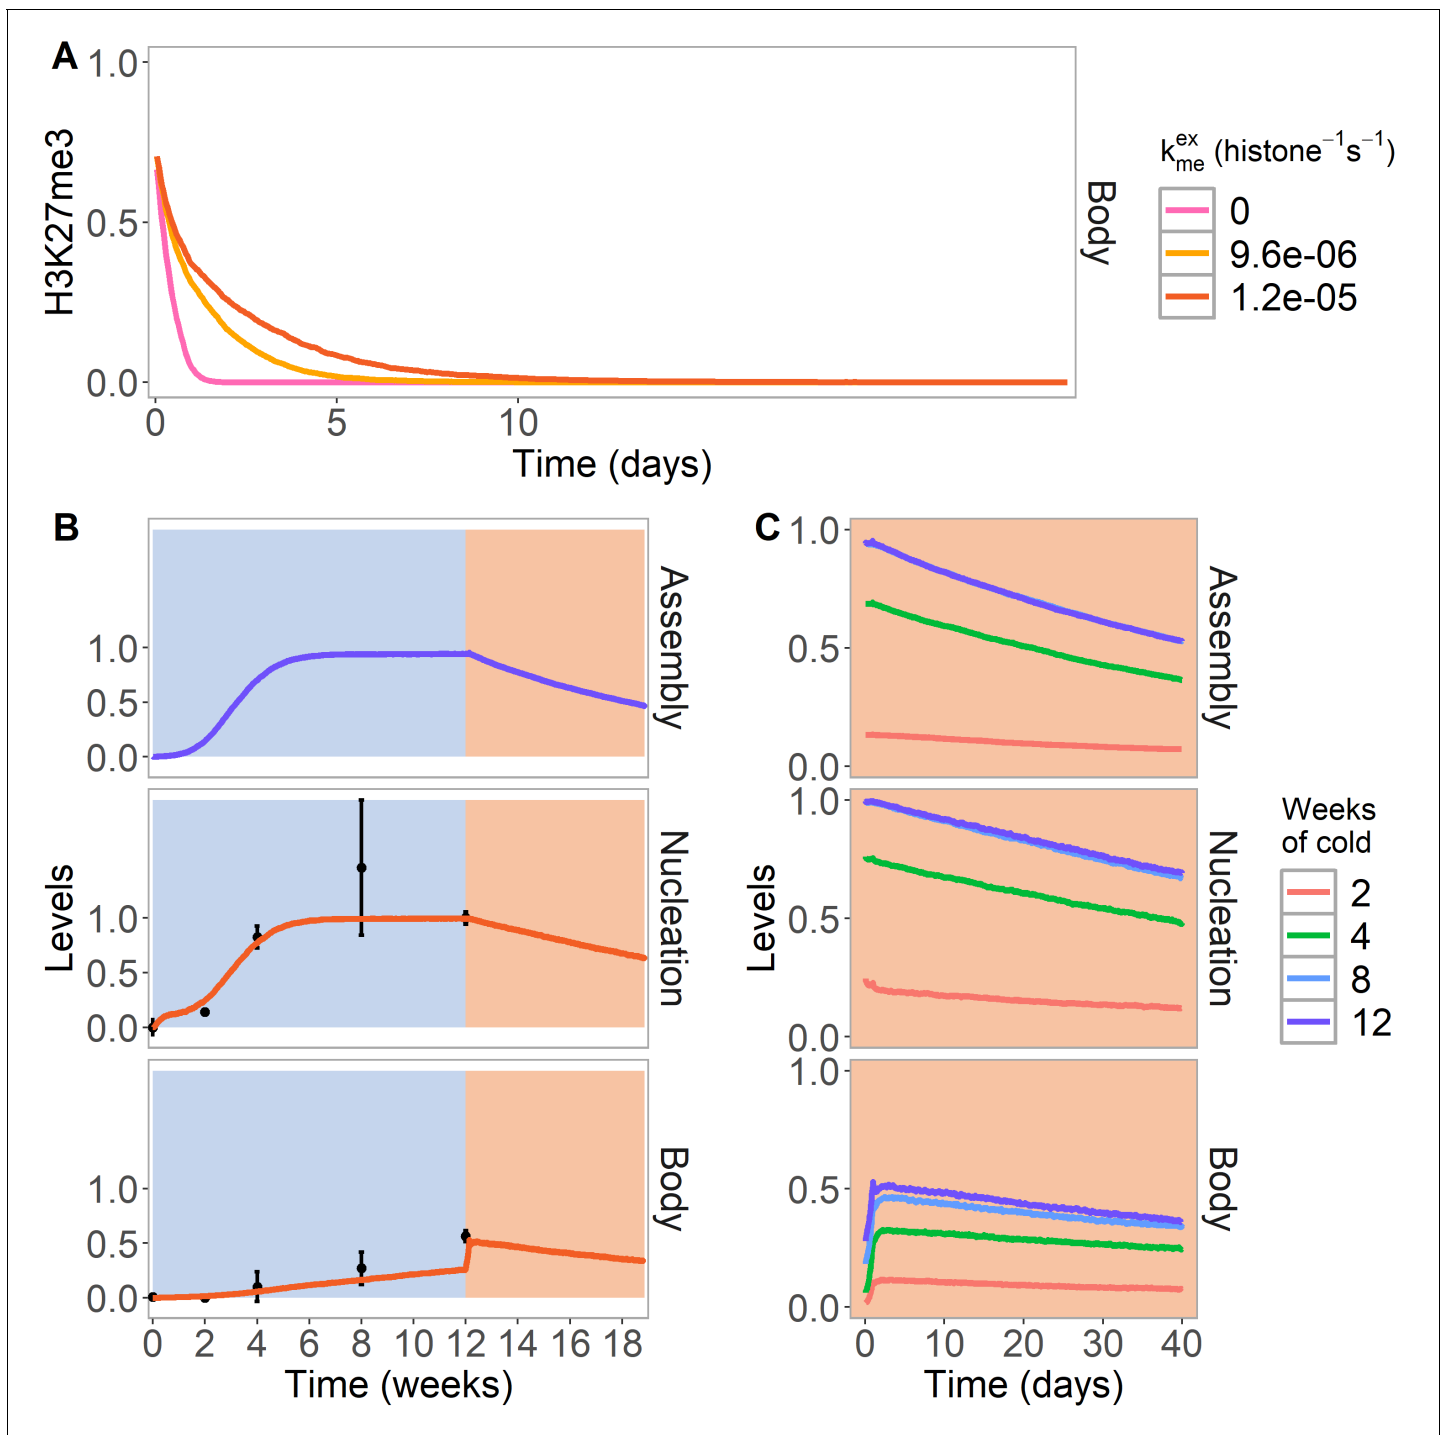 A
1.0
0.5
0.0
H3K27me3
0
5
10
Time (days)
Body
k_me^ex (histone⁻¹s⁻¹)
0
9.6e-06
1.2e-05
B
1.0
0.5
0.0
Assembly
1.0
0.5
0.0
Nucleation
Levels
1.0
0.5
0.0
Body
0 2 4 6 8 10 12 14 16 18
Time (weeks)
C
1.0
0.5
0.0
Assembly
1.0
0.5
0.0
Nucleation
Levels
1.0
0.5
0.0
Body
0 10 20 30 40
Time (days)
Weeks
of cold
2
4
8
12